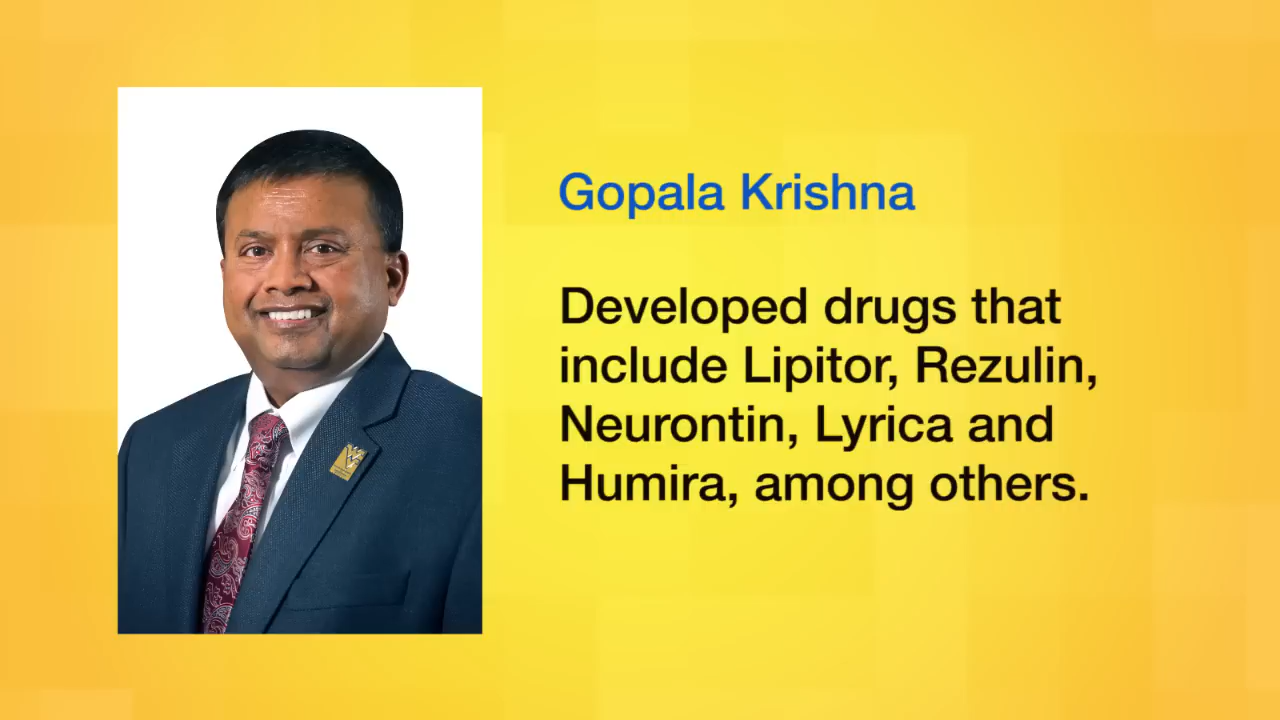 Gopala Krishna
Developed drugs that
include Lipitor, Rezulin,
Neurontin, Lyrica and
Humira, among others.